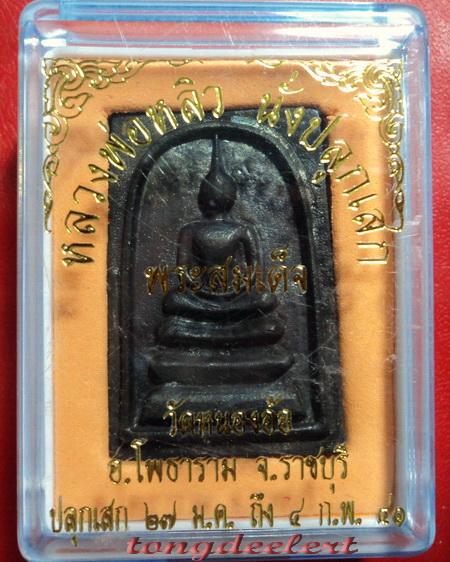 หลวงพ่อหลิว นั่งปลุกเสก
พระสมเด็จ
วัดหนองอ้อ
อ.โพธาราม จ.ราชบุรี
ปลุกเสก ๒๗ ม.ค. ถึง ๔ ก.พ. ๔๑
tongdeelert